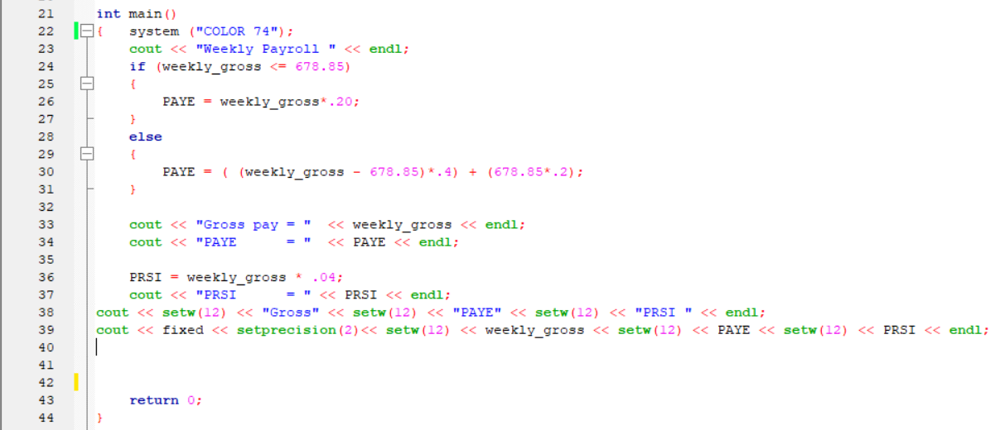 21 int main()
22 { system ("COLOR 74");
23 cout << "Weekly Payroll " << endl;
24 if (weekly_gross <= 678.85)
25 {
26 PAYE = weekly_gross*.20;
27 }
28 else
29 {
30 PAYE = ( (weekly_gross - 678.85)*.4) + (678.85*.2);
31 }
32
33 cout << "Gross pay = "  << weekly_gross << endl;
34 cout << "PAYE      = "  << PAYE << endl;
35
36 PRSI = weekly_gross * .04;
37 cout << "PRSI      = " << PRSI << endl;
38 cout << setw(12) << "Gross" << setw(12) << "PAYE" << setw(12) << "PRSI " << endl;
39 cout << fixed << setprecision(2)<< setw(12) << weekly_gross << setw(12) << PAYE << setw(12) << PRSI << endl;
40
41
42
43 return 0;
44 }